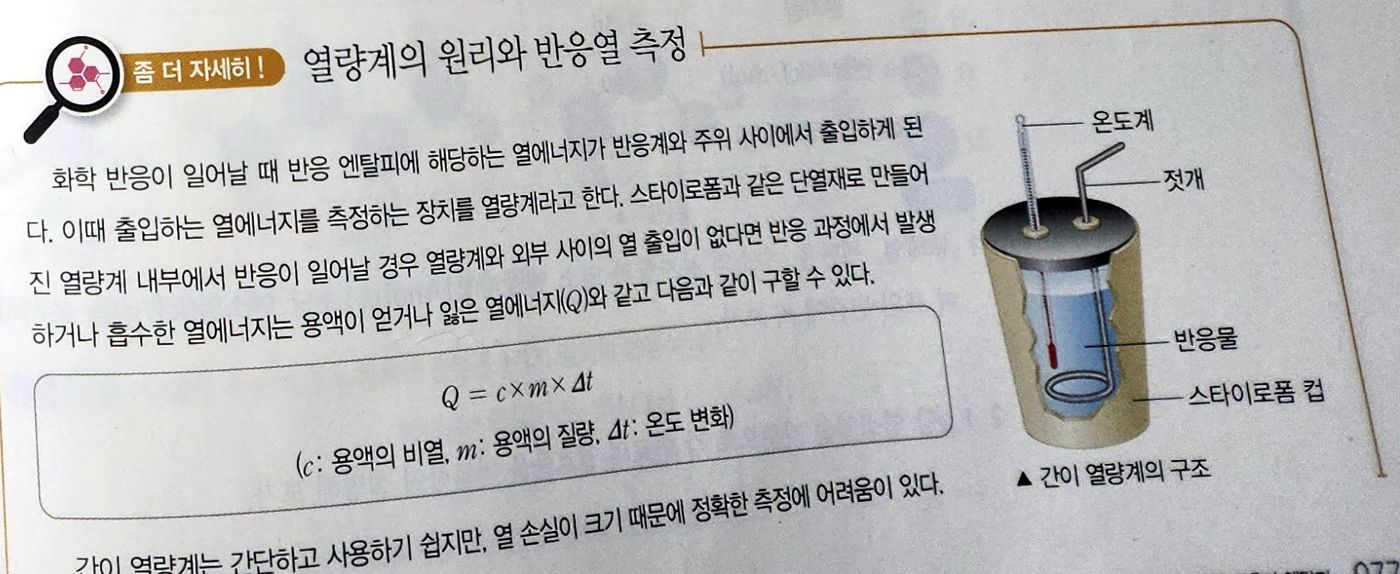 좀 더 자세히!
열량계의 원리와 반응열 측정
화학 반응이 일어날 때 반응 엔탈피에 해당하는 열에너지가 반응계와 주위 사이에서 출입하게 된
다. 이때 출입하는 열에너지를 측정하는 장치를 열량계라고 한다. 스타이로폼과 같은 단열재로 만들어
진 열량계 내부에서 반응이 일어날 경우 열량계와 외부 사이의 열 출입이 없다면 반응 과정에서 발생
하거나 흡수한 열에너지는 용액이 얻거나 잃은 열에너지(Q)와 같고 다음과 같이 구할 수 있다.
Q = c×m×Δt
(c: 용액의 비열, m: 용액의 질량, Δt: 온도 변화)
간이 열량계는 간단하고 사용하기 쉽지만, 열 손실이 크기 때문에 정확한 측정에 어려움이 있다.
온도계
젓개
반응물
스타이로폼 컵
▲ 간이 열량계의 구조